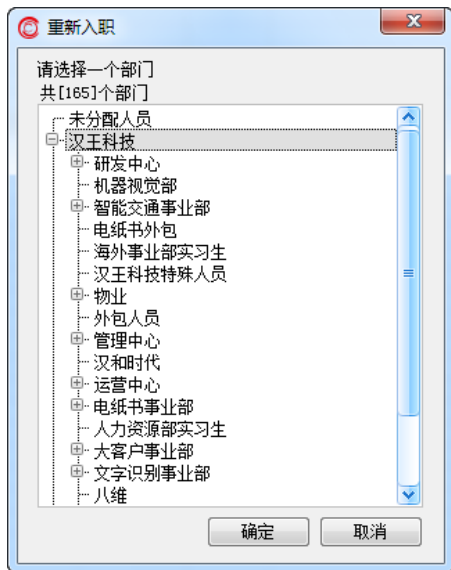 重新入职
请选择一个部门
共[165]个部门
未分配人员
汉王科技
研发中心
机器视觉部
智能交通事业部
电纸书外包
海外事业部实习生
汉王科技特殊人员
物业
外包人员
管理中心
汉和时代
运营中心
电纸书事业部
人力资源部实习生
大客户事业部
文字识别事业部
八维
确定
取消